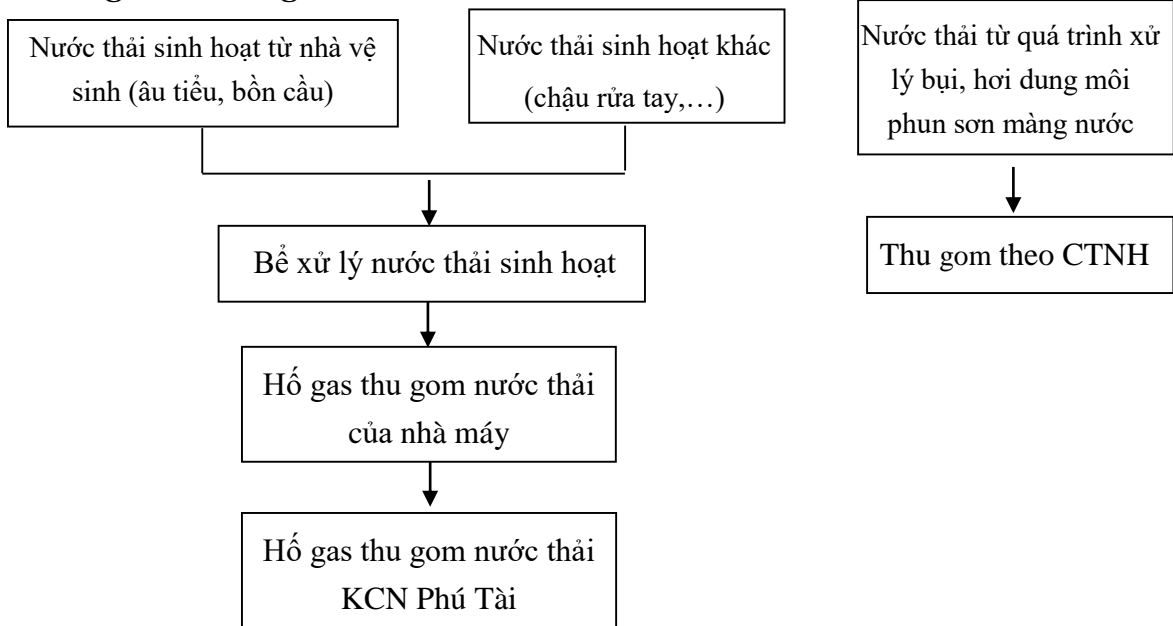 Nước thải sinh hoạt từ nhà vệ
sinh (âu tiểu, bồn cầu)
Nước thải sinh hoạt khác
(chậu rửa tay,…)
Nước thải từ quá trình xử
lý bụi, hơi dung môi
phun sơn màng nước
Bể xử lý nước thải sinh hoạt
Thu gom theo CTNH
Hố gas thu gom nước thải
của nhà máy
Hố gas thu gom nước thải
KCN Phú Tài